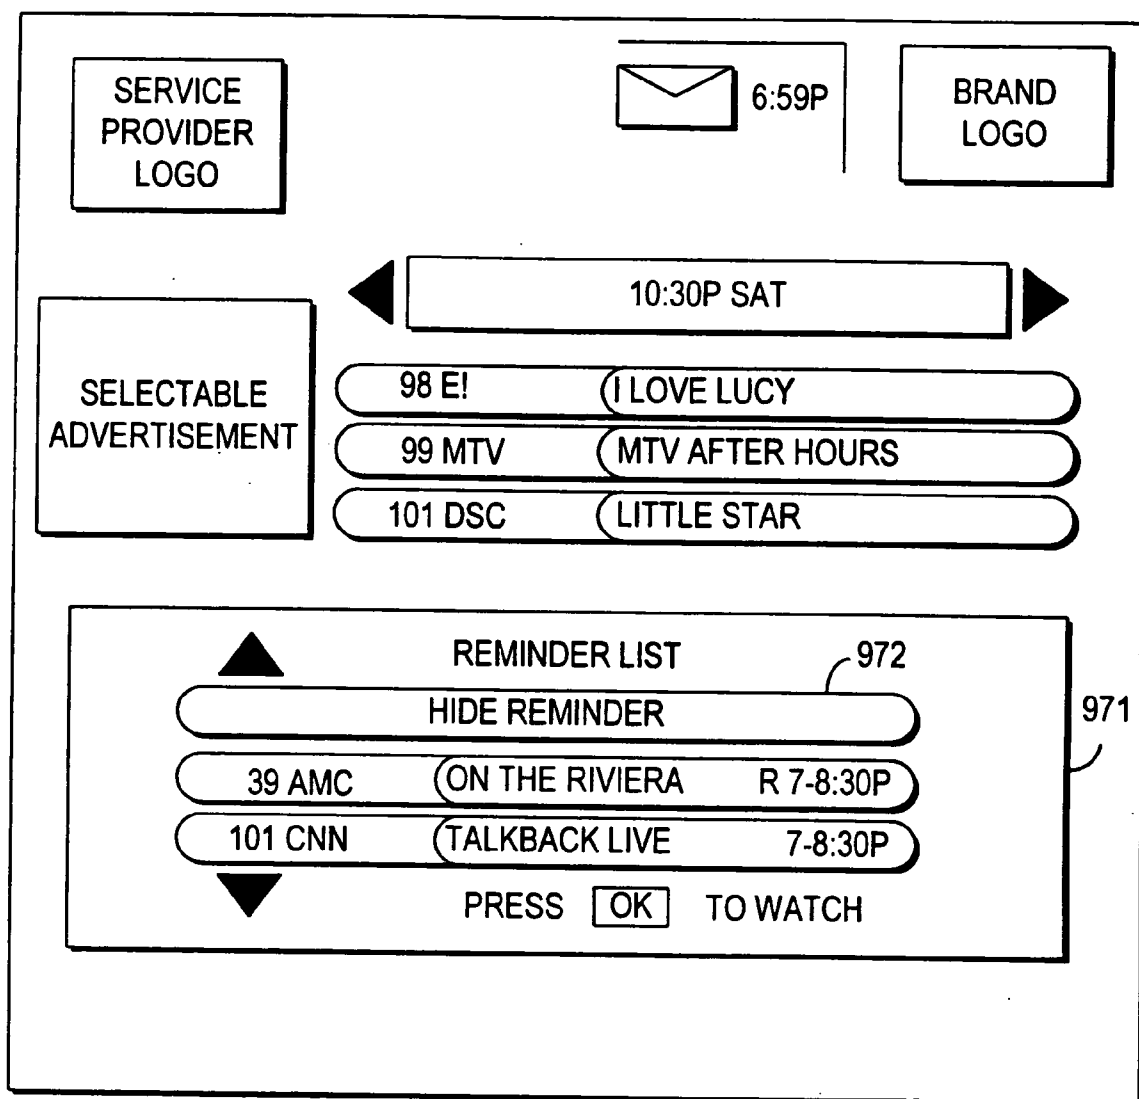 SERVICE
PROVIDER
LOGO
6:59P
BRAND
LOGO
10:30P SAT
SELECTABLE
ADVERTISEMENT
98 E! I LOVE LUCY
99 MTV MTV AFTER HOURS
101 DSC LITTLE STAR
REMINDER LIST
972
HIDE REMINDER
971
39 AMC ON THE RIVIERA R 7-8:30P
101 CNN TALKBACK LIVE 7-8:30P
PRESS OK TO WATCH